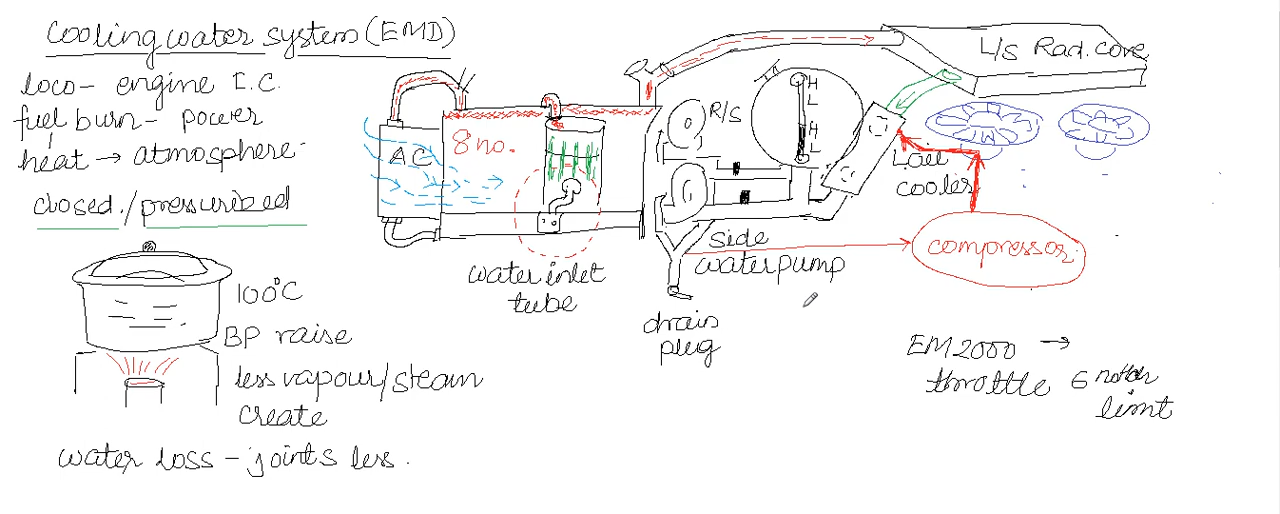 Cooling water system (EMD)
loco - engine I.C.
fuel burn - power
heat → atmosphere.
closed./pressurized
100°C
BP raise
less vapour/steam
create
water loss - joints less.
AC
8 no.
water inlet
tube
R/S
H
L
H
L
L/S Rad. core
side
water pump
drain
plug
cooler
compressor
EM2000 →
throttle 6 notch
limit